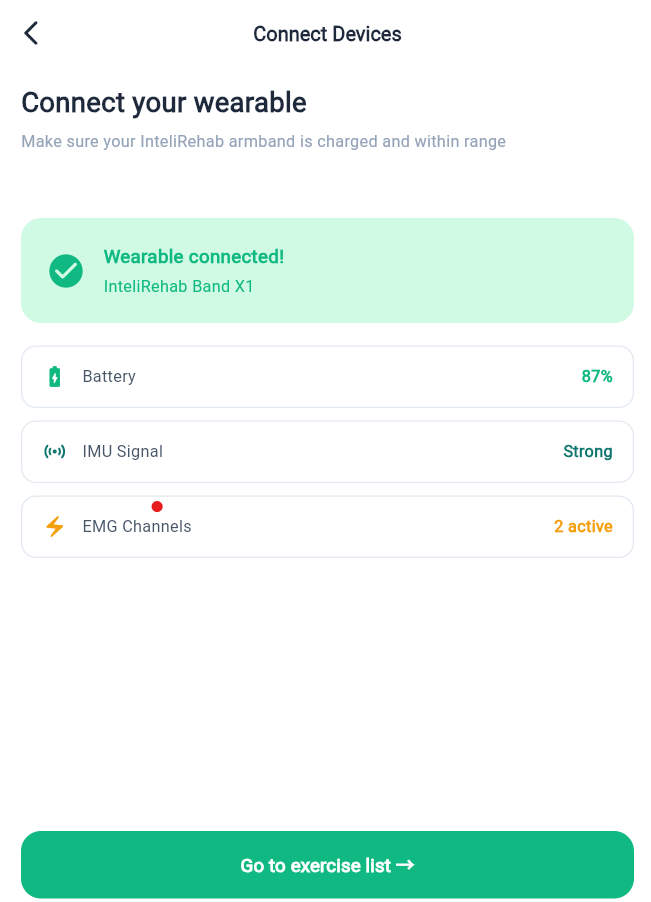 Connect Devices
Connect your wearable
Make sure your InteliRehab armband is charged and within range
Wearable connected!
InteliRehab Band X1
Battery 87%
IMU Signal Strong
EMG Channels 2 active
Go to exercise list →